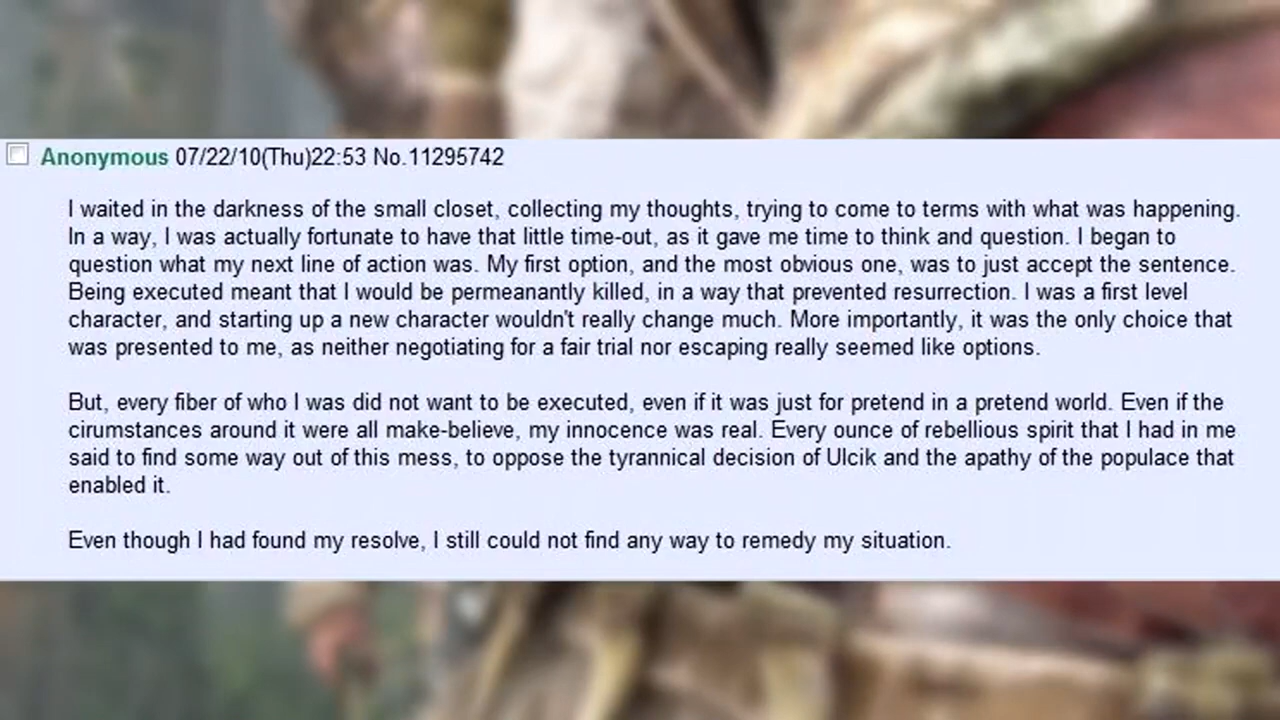 Anonymous 07/22/10(Thu)22:53 No.11295742
I waited in the darkness of the small closet, collecting my thoughts, trying to come to terms with what was happening.
In a way, I was actually fortunate to have that little time-out, as it gave me time to think and question. I began to
question what my next line of action was. My first option, and the most obvious one, was to just accept the sentence.
Being executed meant that I would be permeanantly killed, in a way that prevented resurrection. I was a first level
character, and starting up a new character wouldn't really change much. More importantly, it was the only choice that
was presented to me, as neither negotiating for a fair trial nor escaping really seemed like options.
But, every fiber of who I was did not want to be executed, even if it was just for pretend in a pretend world. Even if the
cirumstances around it were all make-believe, my innocence was real. Every ounce of rebellious spirit that I had in me
said to find some way out of this mess, to oppose the tyrannical decision of Ulcik and the apathy of the populace that
enabled it.
Even though I had found my resolve, I still could not find any way to remedy my situation.